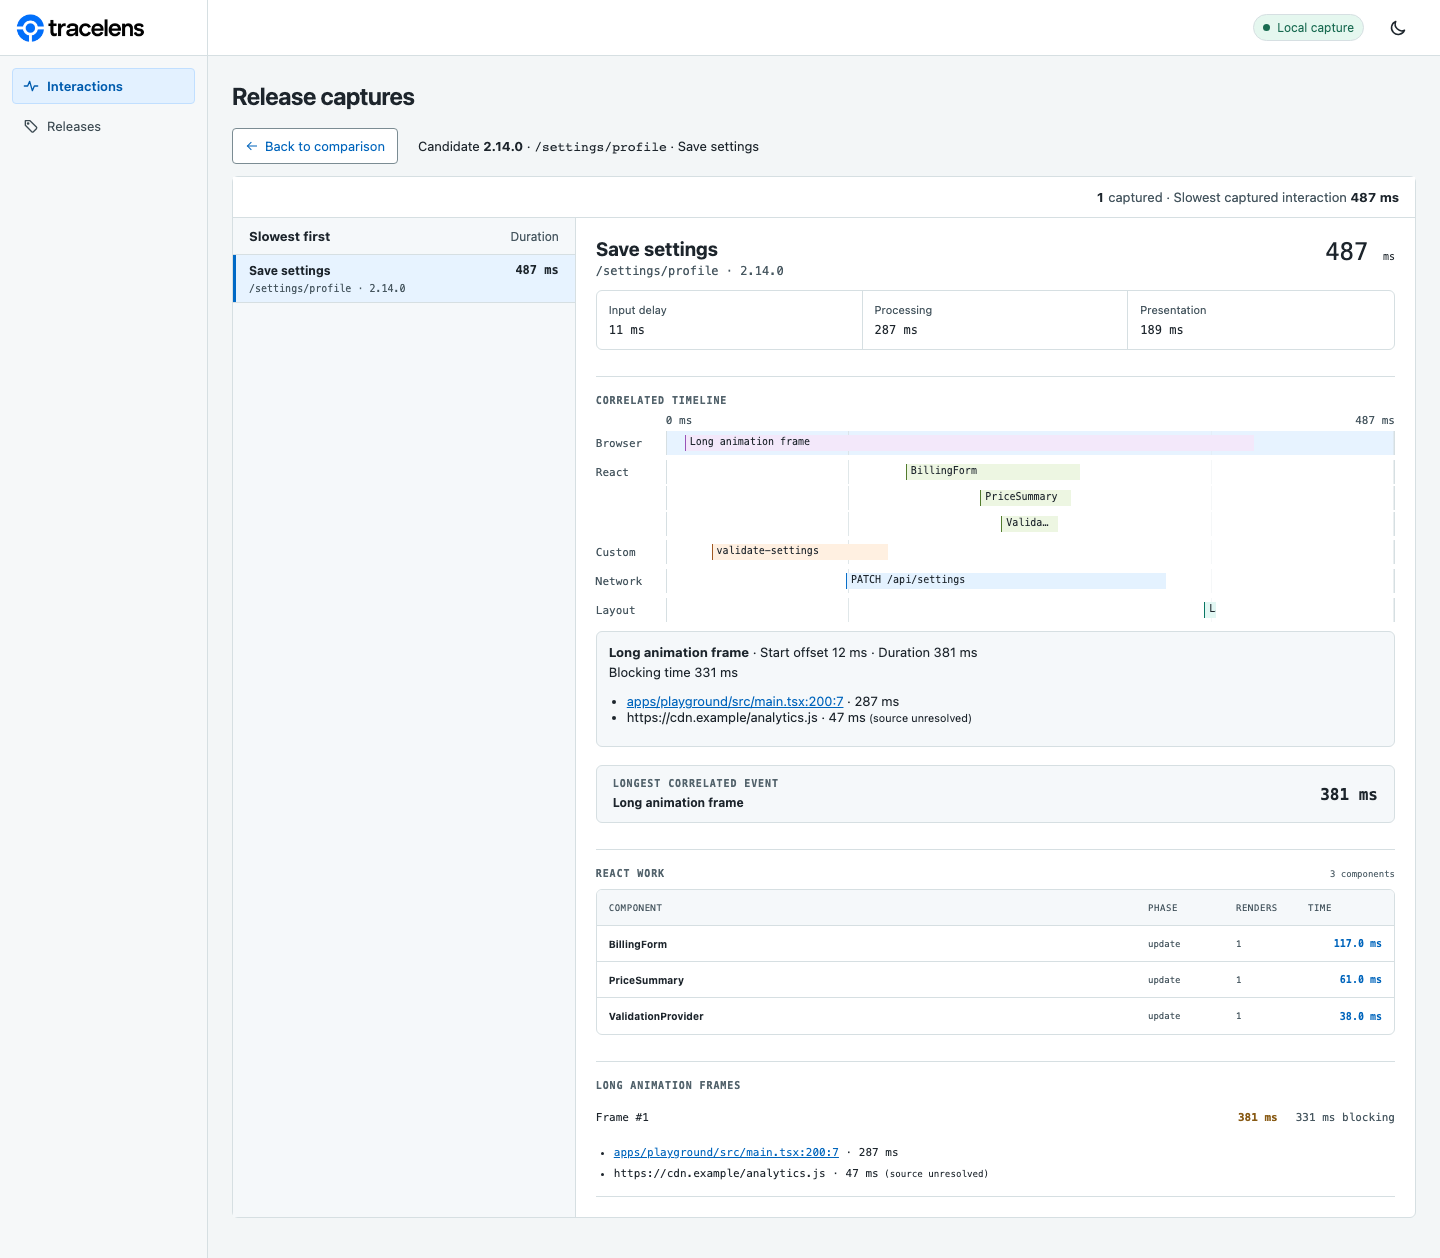 tracelens
Local capture
Interactions
Releases
Release captures
Back to comparison
Candidate 2.14.0 · /settings/profile · Save settings
1 captured · Slowest captured interaction 487 ms
Slowest first Duration
Save settings 487 ms
/settings/profile · 2.14.0
Save settings 487 ms
/settings/profile · 2.14.0
Input delay Processing Presentation
11 ms 287 ms 189 ms
CORRELATED TIMELINE
0 ms 487 ms
Browser Long animation frame
React BillingForm
PriceSummary
Valida…
Custom validate-settings
Network PATCH /api/settings
Layout L
Long animation frame · Start offset 12 ms · Duration 381 ms
Blocking time 331 ms
• apps/playground/src/main.tsx:200:7 · 287 ms
• https://cdn.example/analytics.js · 47 ms (source unresolved)
LONGEST CORRELATED EVENT
Long animation frame 381 ms
REACT WORK 3 components
COMPONENT PHASE RENDERS TIME
BillingForm update 1 117.0 ms
PriceSummary update 1 61.0 ms
ValidationProvider update 1 38.0 ms
LONG ANIMATION FRAMES
Frame #1 381 ms 331 ms blocking
• apps/playground/src/main.tsx:200:7 · 287 ms
• https://cdn.example/analytics.js · 47 ms (source unresolved)